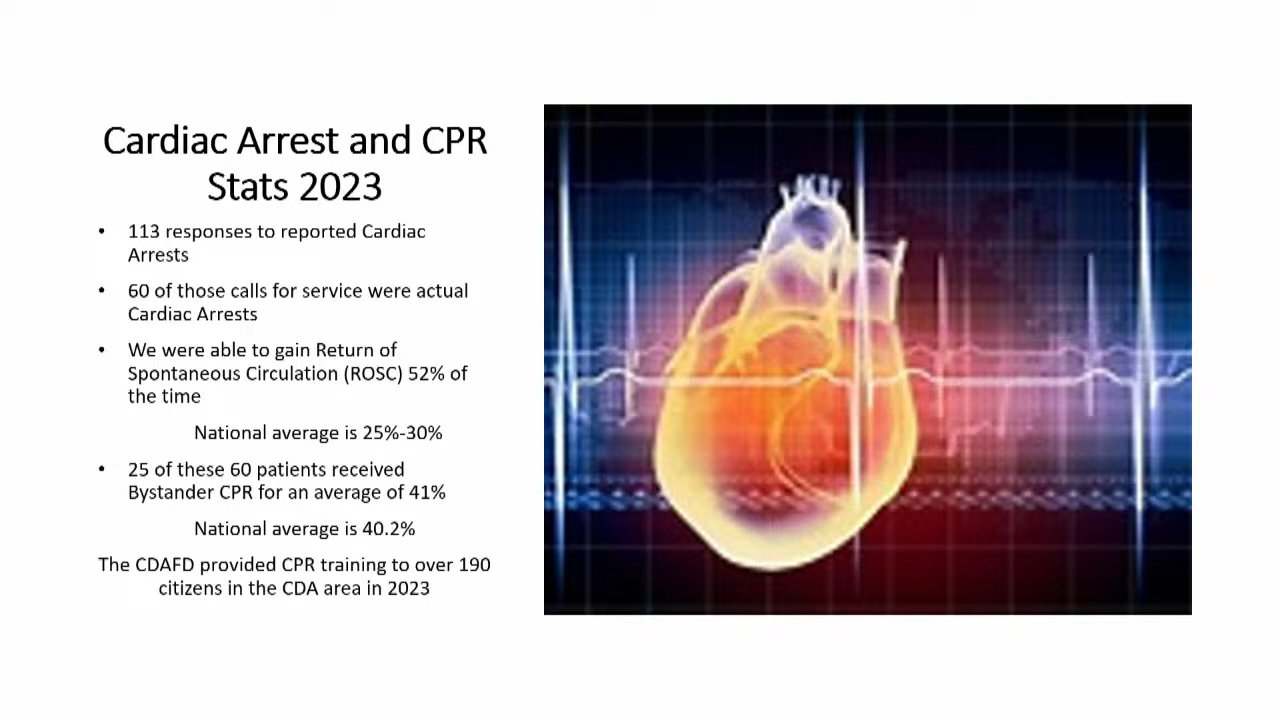 Cardiac Arrest and CPR
Stats 2023
• 113 responses to reported Cardiac
Arrests
• 60 of those calls for service were actual
Cardiac Arrests
• We were able to gain Return of
Spontaneous Circulation (ROSC) 52% of
the time
National average is 25%-30%
• 25 of these 60 patients received
Bystander CPR for an average of 41%
National average is 40.2%
The CDAFD provided CPR training to over 190
citizens in the CDA area in 2023